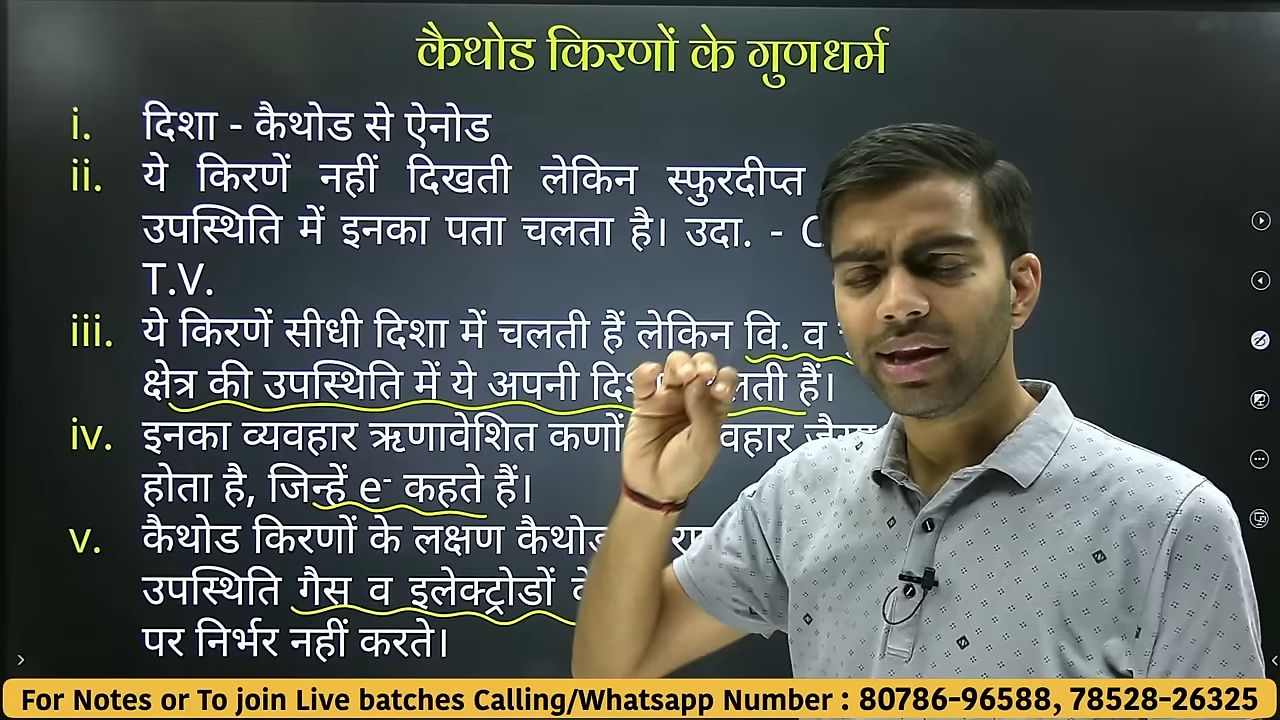 कैथोड किरणों के गुणधर्म
i. दिशा - कैथोड से ऐनोड
ii. ये किरणें नहीं दिखती लेकिन स्फुरदीप्त
उपस्थिति में इनका पता चलता है। उदा. -
T.V.
iii. ये किरणें सीधी दिशा में चलती हैं लेकिन वि. व
क्षेत्र की उपस्थिति में ये अपनी हैं।
iv. इनका व्यवहार ऋणावेशित कणों
होता है, जिन्हें e- कहते हैं।
v. कैथोड किरणों के लक्षण
उपस्थिति गैस व इलेक्ट्रोडों
पर निर्भर नहीं करते।
For Notes or To join Live batches Calling/Whatsapp Number : 80786-96588, 78528-26325